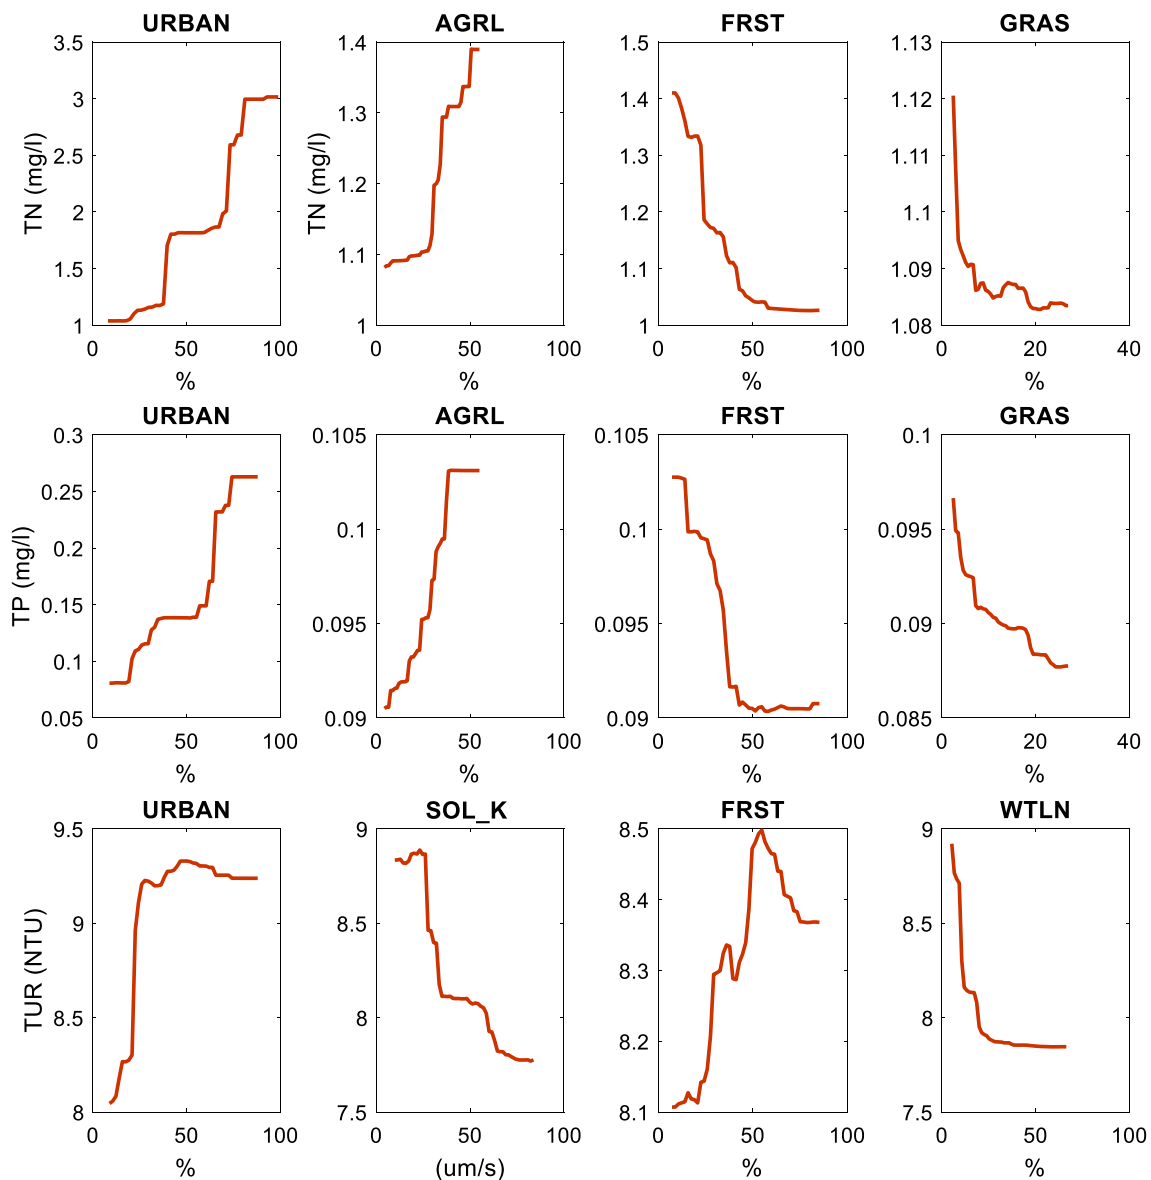 URBAN AGRL FRST GRAS
3.5 1.4 1.5 1.13
3 1.3 1.4 1.12
2.5 1.3 1.11
TN (mg/l) TN (mg/l)
2 1.2 1.2 1.1
1.5 1.1 1.1 1.09
1 1 1 1.08
0 50 100 0 50 100 0 50 100 0 20 40
% % % %
URBAN AGRL FRST GRAS
0.3 0.105 0.105 0.1
0.25
0.2 0.1 0.1 0.095
TP (mg/l)
0.15 0.095 0.095 0.09
0.1
0.05 0.09 0.09 0.085
0 50 100 0 50 100 0 50 100 0 20 40
% % % %
URBAN SOL_K FRST WTLN
9.5 9 8.5 9
8.4
9 8.5 8.5
TUR (NTU)
8.3
8.5 8 8
8.2
8 7.5 8.1 7.5
0 50 100 0 50 100 0 50 100 0 50 100
% (um/s) % %